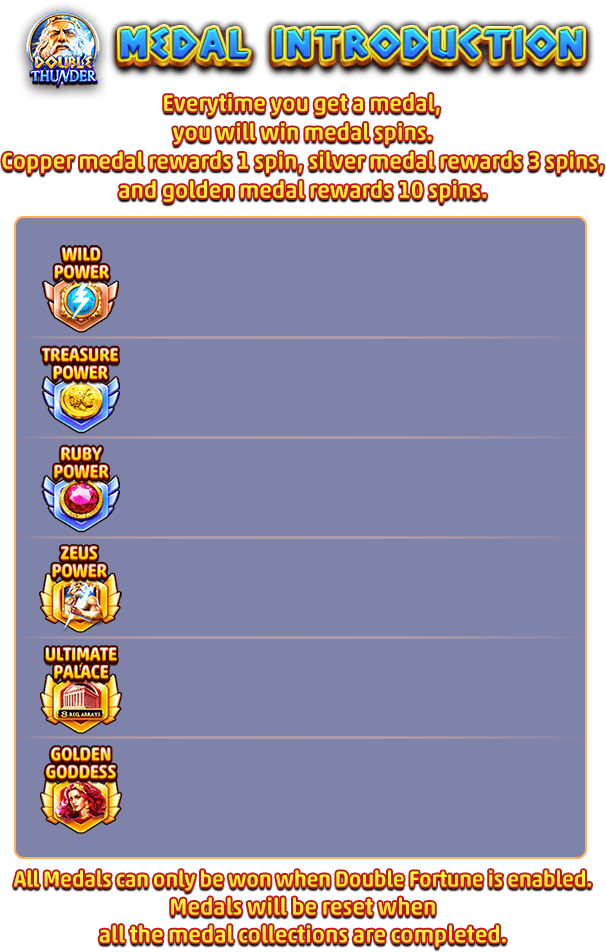 DOUBLE
THUNDER
MEDAL INTRODUCTION
Everytime you get a medal,
you will win medal spins.
Copper medal rewards 1 spin, silver medal rewards 3 spins,
and golden medal rewards 10 spins.
WILD
POWER
TREASURE
POWER
RUBY
POWER
ZEUS
POWER
ULTIMATE
PALACE
8 REEL ARRAYS
GOLDEN
GODDESS
All Medals can only be won when Double Fortune is enabled.
Medals will be reset when
all the medal collections are completed.